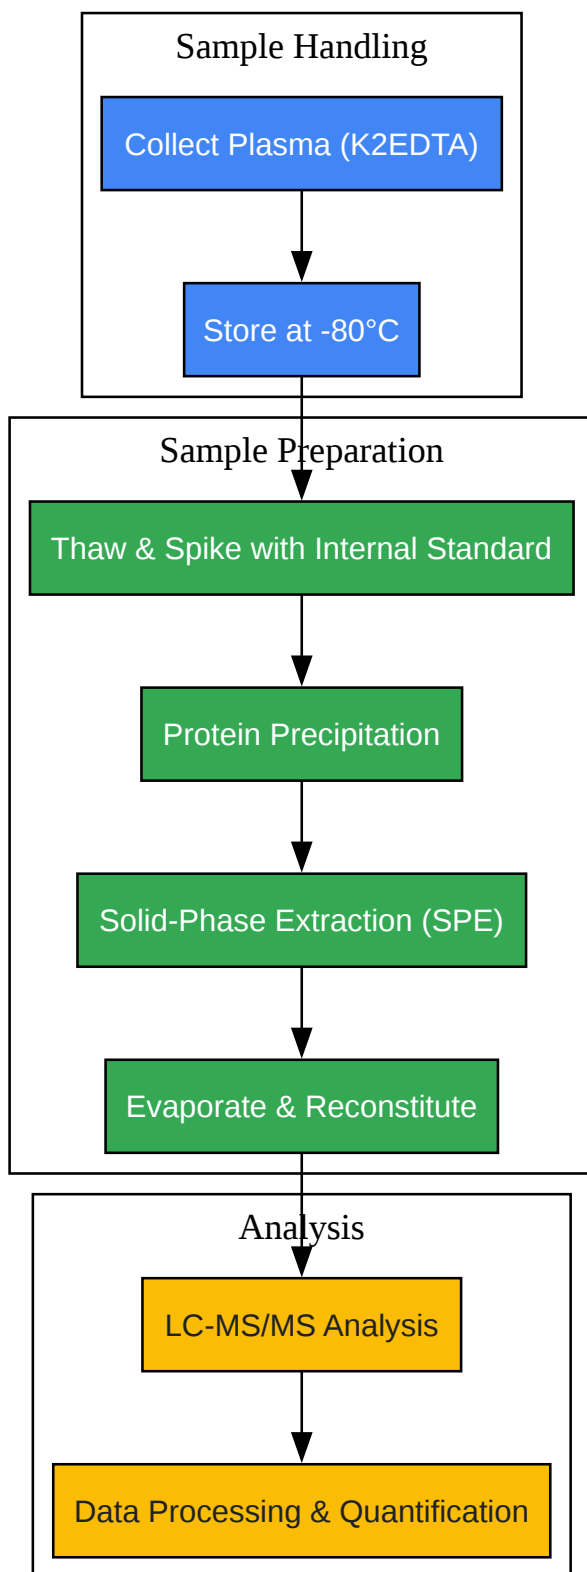 Sample Handling
Collect Plasma (K2EDTA)
Store at -80°C
Sample Preparation
Thaw & Spike with Internal Standard
Protein Precipitation
Solid-Phase Extraction (SPE)
Evaporate & Reconstitute
Analysis
LC-MS/MS Analysis
Data Processing & Quantification